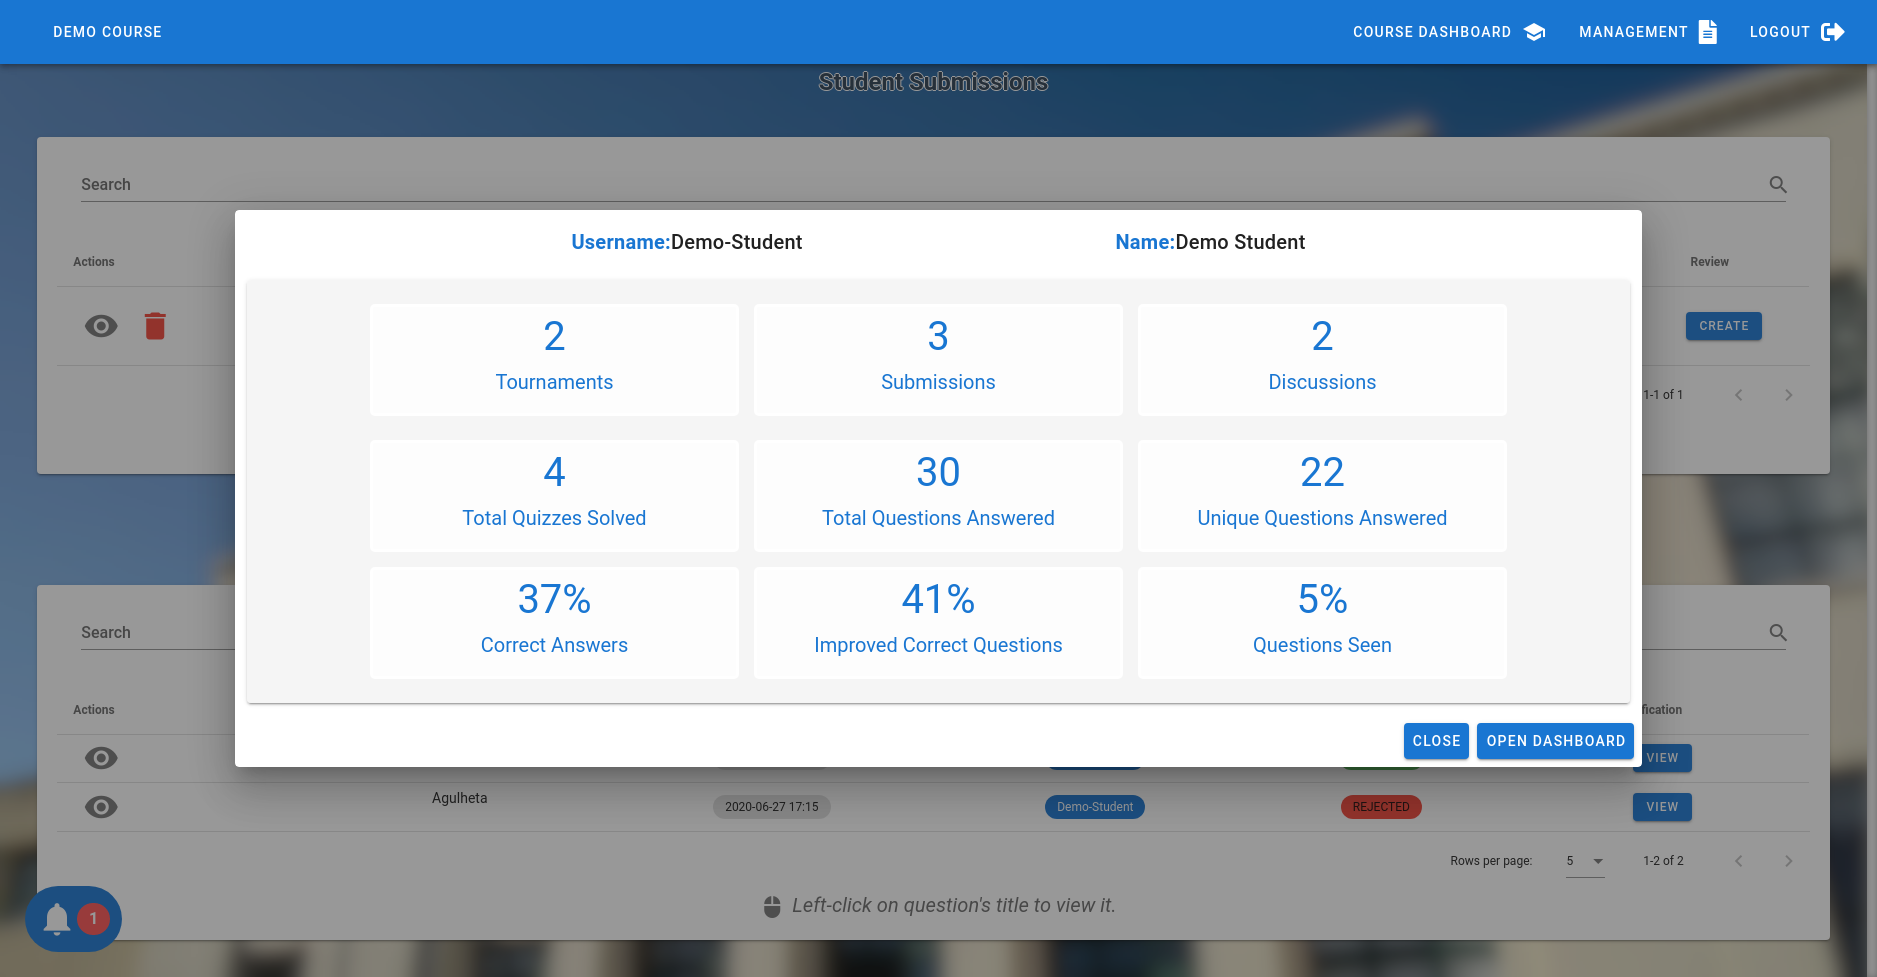 DEMO COURSE
COURSE DASHBOARD
MANAGEMENT
LOGOUT
Student Submissions
Search
Actions
Review
CREATE
1-1 of 1
Username:Demo-Student
Name:Demo Student
2
Tournaments
3
Submissions
2
Discussions
4
Total Quizzes Solved
30
Total Questions Answered
22
Unique Questions Answered
37%
Correct Answers
41%
Improved Correct Questions
5%
Questions Seen
CLOSE
OPEN DASHBOARD
Search
Actions
VIEW
Agulheta
2020-06-27 17:15
Demo-Student
REJECTED
VIEW
Rows per page:
5
1-2 of 2
Left-click on question's title to view it.
1